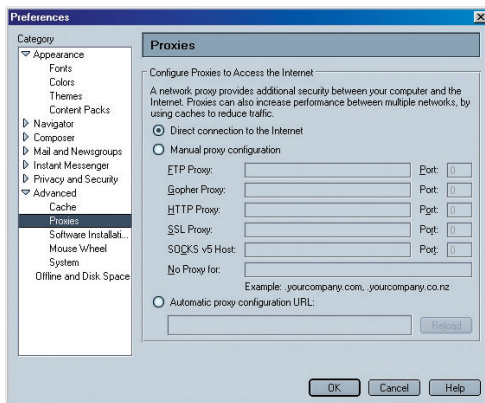 Preferences
Category
Appearance
Fonts
Colors
Themes
Content Packs
Navigator
Composer
Mail and Newsgroups
Instant Messenger
Privacy and Security
Advanced
Cache
Proxies
Software Installati...
Mouse Wheel
System
Offline and Disk Space
Proxies
Configure Proxies to Access the Internet
A network proxy provides additional security between your computer and the
Internet. Proxies can also increase performance between multiple networks, by
using caches to reduce traffic.
Direct connection to the Internet
Manual proxy configuration
FTP Proxy: Port: 0
Gopher Proxy: Port: 0
HTTP Proxy: Port: 0
SSL Proxy: Port: 0
SOCKS v5 Host: Port: 0
No Proxy for:
Example: .yourcompany.com, .yourcompany.co.nz
Automatic proxy configuration URL:
Reload
OK Cancel Help